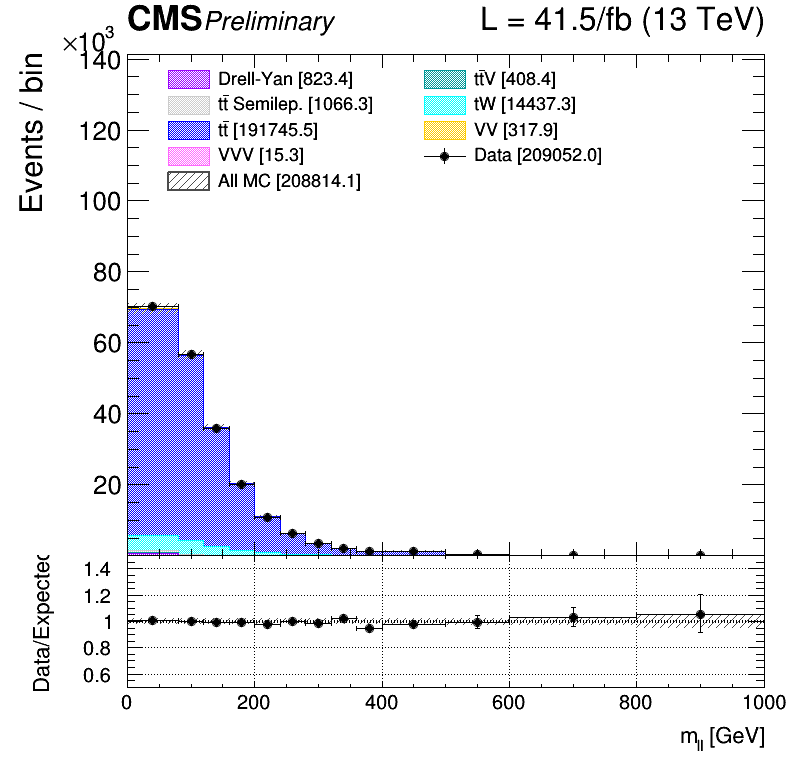 CMS Preliminary L = 41.5/fb (13 TeV)
×10³
Events / bin
140
120
100
80
60
40
20
Drell-Yan [823.4]
tt̄ Semilep. [1066.3]
tt̄ [191745.5]
VVV [15.3]
All MC [208814.1]
tt̄V [408.4]
tW [14437.3]
VV [317.9]
Data [209052.0]
Data/Expected
1.4
1.2
1
0.8
0.6
0 200 400 600 800 1000
m_ll [GeV]